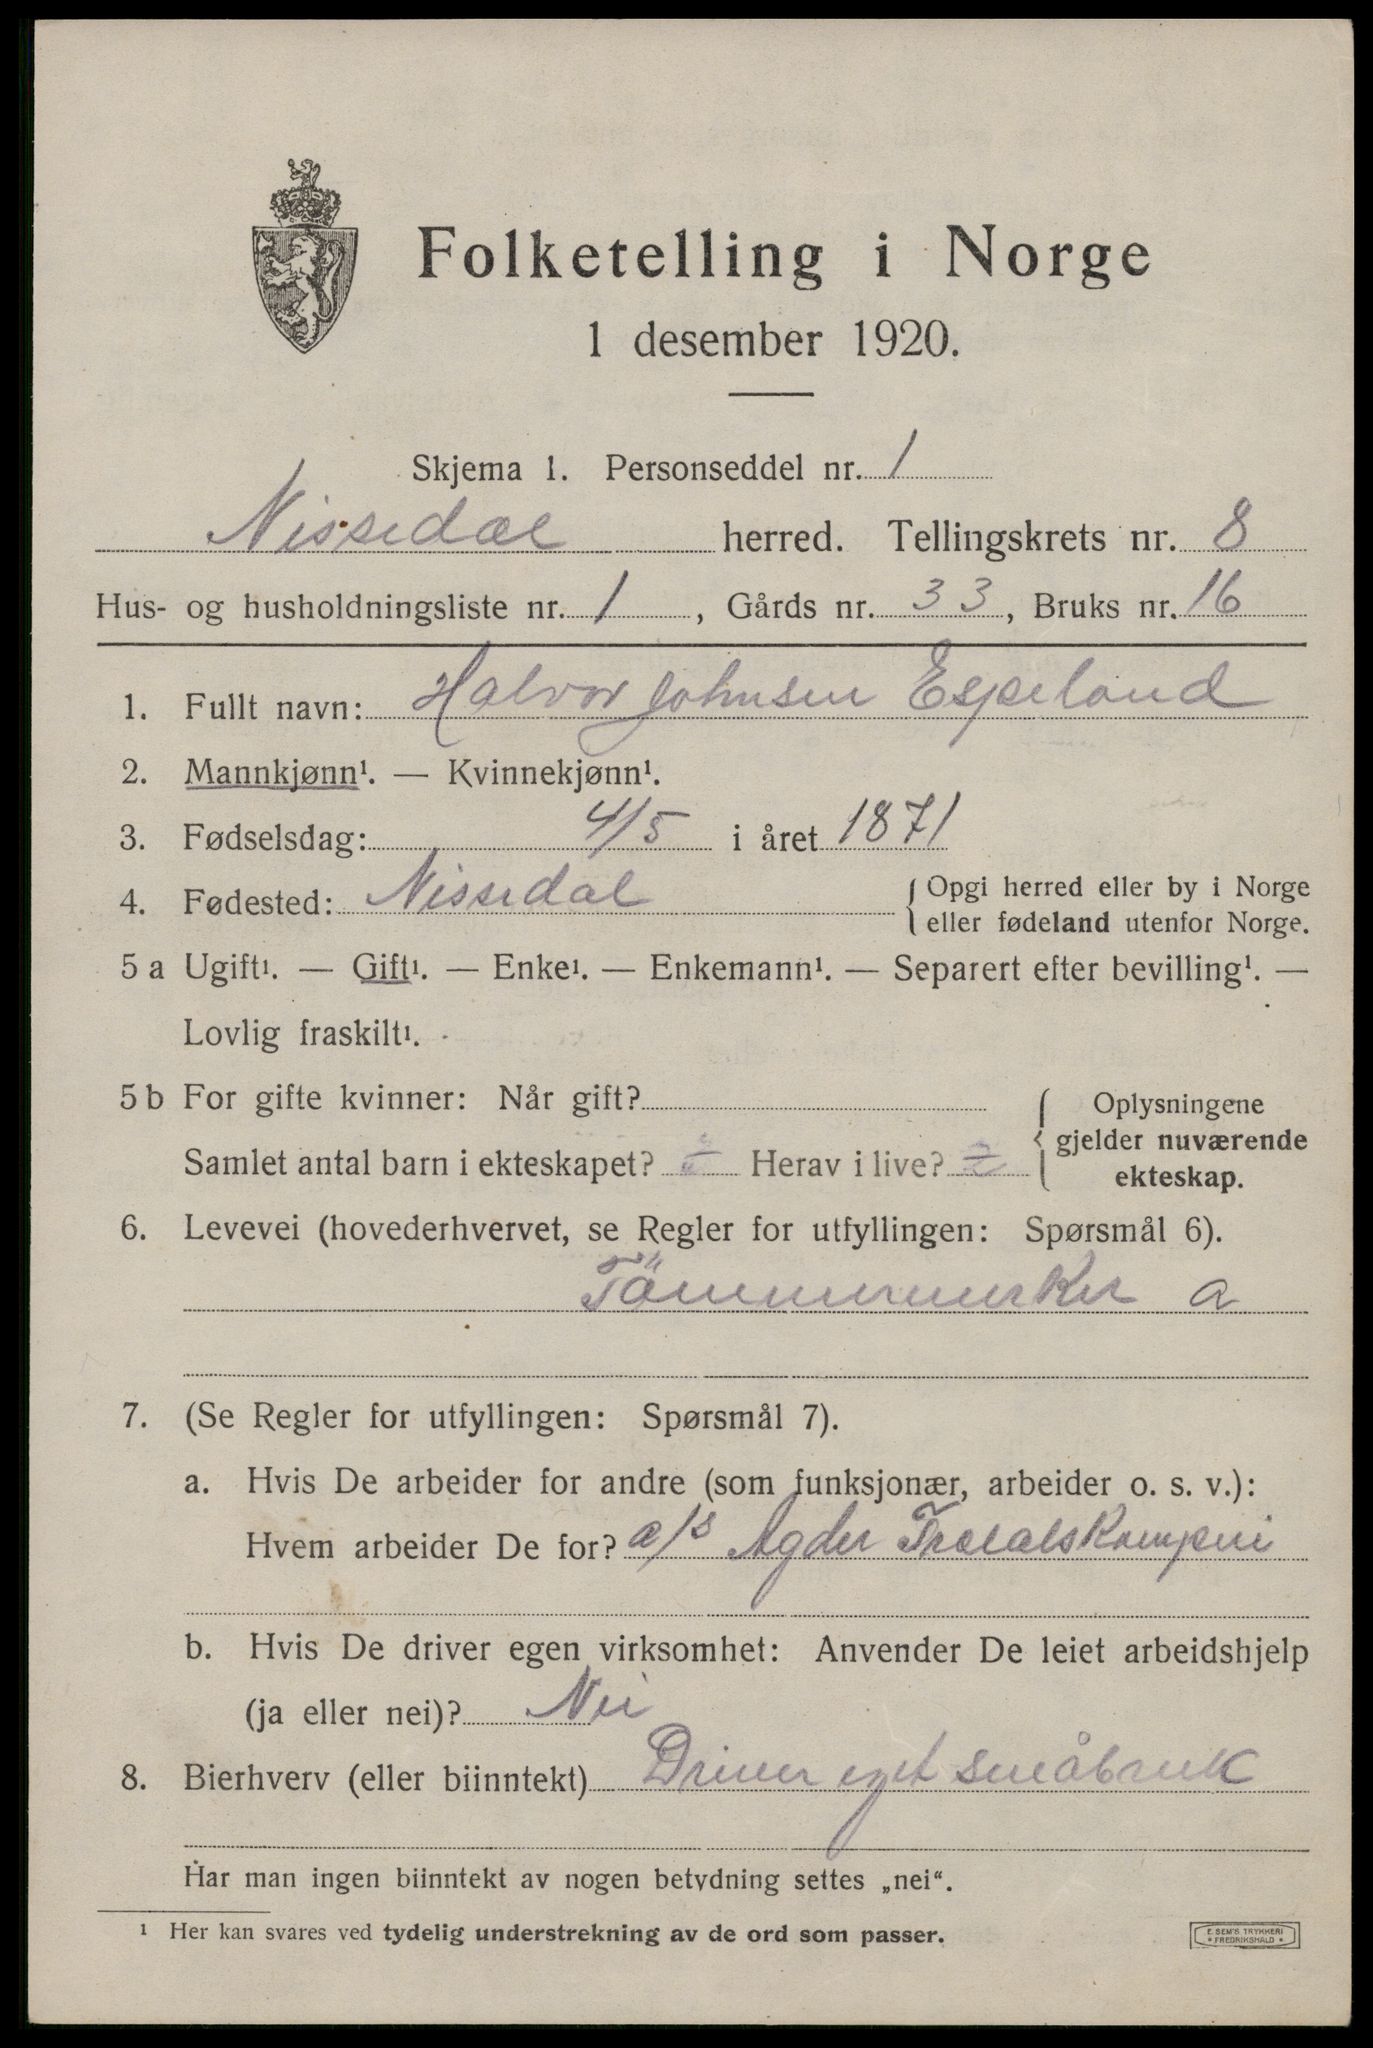 Folketelling i Norge
1 desember 1920.
Skjema 1. Personseddel nr. 1
Nissedal herred. Tellingskrets nr. 8
Hus- og husholdningsliste nr. 1, Gårds nr. 33, Bruks nr. 16
1. Fullt navn: Halvor Johnsen Espeland
2. Mannkjønn¹. — Kvinnekjønn¹.
3. Fødselsdag: 4/5 i året 1871
4. Fødested: Nissedal { Opgi herred eller by i Norge
eller fødeland utenfor Norge.
5 a Ugift¹. — Gift¹. — Enke¹. — Enkemann¹. — Separert efter bevilling¹. —
Lovlig fraskilt¹.
5 b For gifte kvinner: Når gift?
Samlet antal barn i ekteskapet? Herav i live? 2
{ Oplysningene
gjelder nuværende
ekteskap.
6. Levevei (hovederhvervet, se Regler for utfyllingen: Spørsmål 6).
Tömmermerker a
7. (Se Regler for utfyllingen: Spørsmål 7).
a. Hvis De arbeider for andre (som funksjonær, arbeider o. s. v.):
Hvem arbeider De for? a/s Agder Trælastkompani
b. Hvis De driver egen virksomhet: Anvender De leiet arbeidshjelp
(ja eller nei)? Nei
8. Bierhverv (eller biinntekt) Driver eget småbruk
Har man ingen biinntekt av nogen betydning settes „nei“.
¹ Her kan svares ved tydelig understrekning av de ord som passer.
E. SEM'S TRYKKERI
* FREDRIKSHALD *